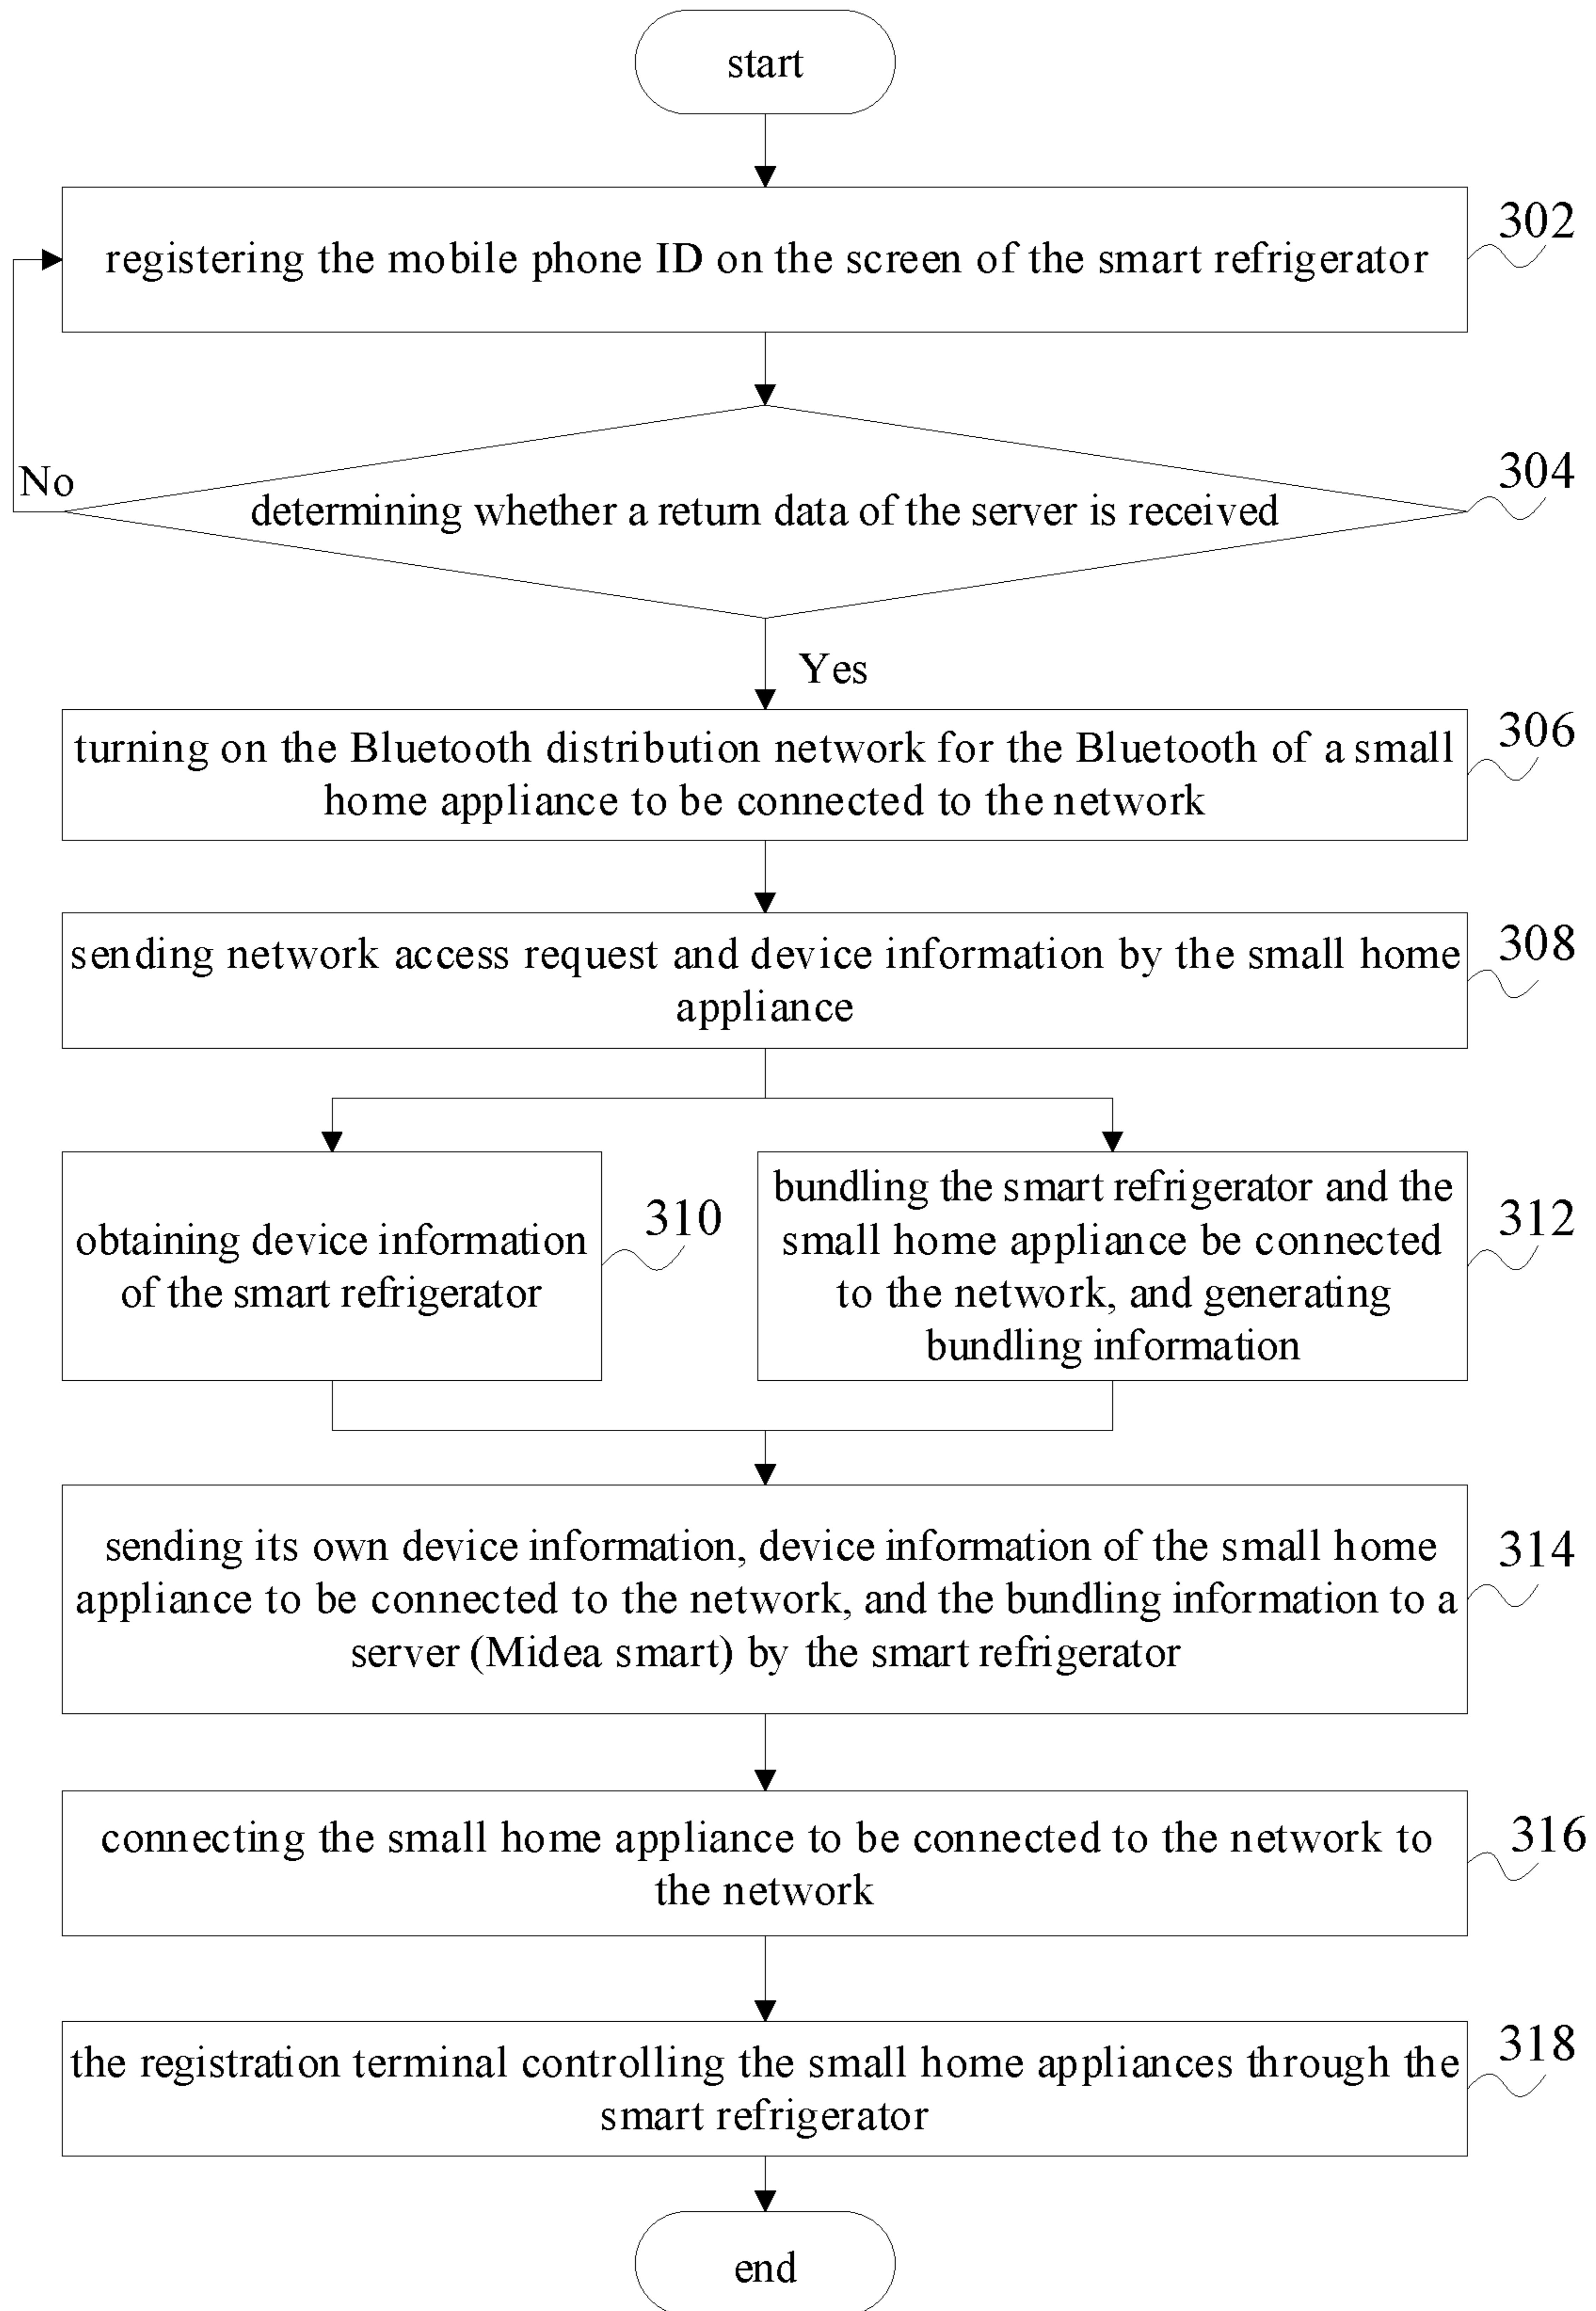 start
registering the mobile phone ID on the screen of the smart refrigerator
302
determining whether a return data of the server is received
304
No
Yes
turning on the Bluetooth distribution network for the Bluetooth of a small
home appliance to be connected to the network
306
sending network access request and device information by the small home
appliance
308
obtaining device information
of the smart refrigerator
310
bundling the smart refrigerator and the
small home appliance be connected
to the network, and generating
bundling information
312
sending its own device information, device information of the small home
appliance to be connected to the network, and the bundling information to a
server (Midea smart) by the smart refrigerator
314
connecting the small home appliance to be connected to the network to
the network
316
the registration terminal controlling the small home appliances through the
smart refrigerator
318
end